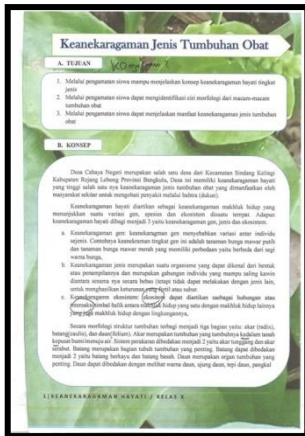 Keanekaragaman Jenis Tumbuhan Obat
A. TUJUAN
1. Melalui pengamatan siswa mampu menjelaskan konsep keanekaragaman hayati tingkat
jenis
2. Melalui pengamatan siswa dapat mengidentifikasi ciri morfologi dari macam-macam
tumbuhan obat
3. Melalui pengamatan siswa dapat menjelaskan manfaat keanekaragaman jenis tumbuhan
obat
B. KONSEP
Desa Cahaya Negeri merupakan salah satu desa dari Kecamatan Sindang Kelingi
Kabupaten Rejang Lebong Provinsi Bengkulu, Desa ini memiliki keanekaragaman hayati
yang tinggi salah satu nya keanekaragaman jenis tumbuhan obat yang dimanfaatkan oleh
masyarakat sekitar untuk mengobati penyakit melalui battra (dukun).
Keanekaragaman hayati diartikan sebagai keanekaragaman makhluk hidup yang
menunjukkan suatu variasi gen, spesies dan ekosistem disuatu tempat. Adapun
keanekaragaman hayati dibagi menjadi 3 yaitu keanekaragaman gen, jenis dan ekosistem.
a. Keanekaragaman gen: keanekaragaman gen menyebabkan variasi antar individu
sejenis. Contohnya keanekaragaman tingkat gen ini adalah tanaman bunga mawar putih
dan tanaman bunga mawar merah yang memiliki perbedaan yaitu berbeda dari segi
warna bunga,
b. Keanekaragaman jenis merupakan suatu organisme yang dapat dikenal dari bentuk
atau penampilannya dan merupakan gabungan individu yang mampu saling kawin
diantara sesama nya secara bebas (tetapi tidak dapat melakukan dengan jenis lain,
untuk menghasilkan keturunan yang fertil atau subur.
c. Keanekaragaman ekosistem: ekosistem dapat diartikan sebagai hubungan atau
interaksi timbal balik antara makhluk hidup yang satu dengan makhluk hidup lainnya
yang juga makhluk hidup dengan lingkungannya,
Secara morfologi struktur tumbuhan terbagi menjadi tiga bagian yaitu: akar (radix),
batang(caulis), dan daun(folium). Akar merupakan tumbuhan yang tumbuhnya kedalam tanah
kepusat bumi menuju air. Sistem perakaran dibedakan menjadi 2 yaitu akar tunggang dan akar
serabut. Batang merupakan bagian tubuh tumbuhan yang penting. Batang dapat dibedakan
menjadi 2 yaitu batang berkayu dan batang basah. Daun merupakan organ tumbuhan yang
penting. Daun dapat dibedakan dengan melihat warna daun, ujung daun, tepi daun, pangkal
1 | KEANEKARAGAMAN HAYATI / KELAS X